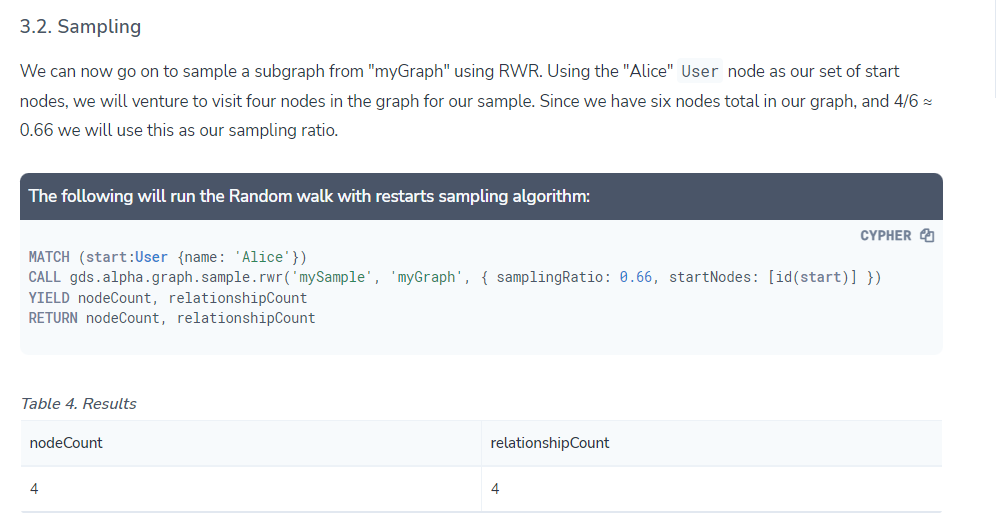 3.2. Sampling
We can now go on to sample a subgraph from "myGraph" using RWR. Using the "Alice" User node as our set of start
nodes, we will venture to visit four nodes in the graph for our sample. Since we have six nodes total in our graph, and 4/6 ≈
0.66 we will use this as our sampling ratio.
The following will run the Random walk with restarts sampling algorithm:
CYPHER
MATCH (start:User {name: 'Alice'})
CALL gds.alpha.graph.sample.rwr('mySample', 'myGraph', { samplingRatio: 0.66, startNodes: [id(start)] })
YIELD nodeCount, relationshipCount
RETURN nodeCount, relationshipCount
Table 4. Results
nodeCount relationshipCount
4 4